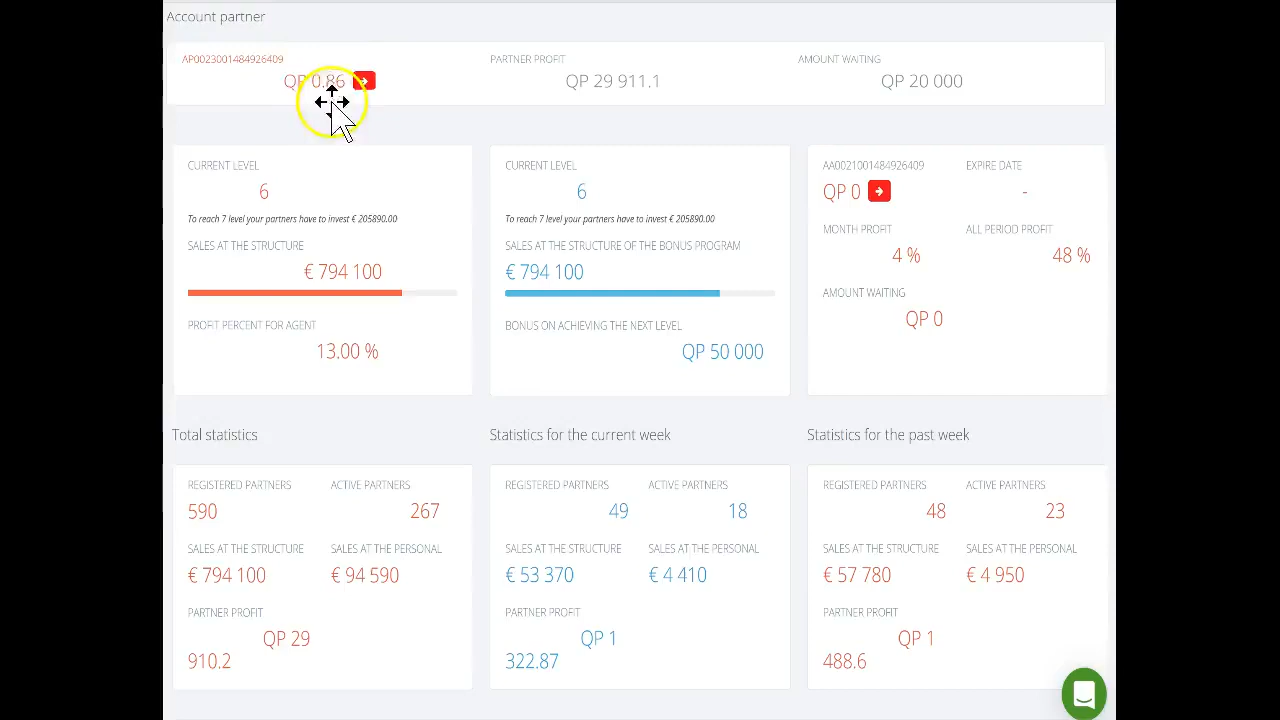 Account partner
AP0023001484926409
PARTNER PROFIT
AMOUNT WAITING
QP 0.86
QP 29 911.1
QP 20 000
CURRENT LEVEL
6
To reach 7 level your partners have to invest € 205890.00
SALES AT THE STRUCTURE
€ 794 100
PROFIT PERCENT FOR AGENT
13.00 %
CURRENT LEVEL
6
To reach 7 level your partners have to invest € 205890.00
SALES AT THE STRUCTURE OF THE BONUS PROGRAM
€ 794 100
BONUS ON ACHIEVING THE NEXT LEVEL
QP 50 000
AA0021001484926409
EXPIRE DATE
QP 0
-
MONTH PROFIT
ALL PERIOD PROFIT
4 %
48 %
AMOUNT WAITING
QP 0
Total statistics
REGISTERED PARTNERS
ACTIVE PARTNERS
590
267
SALES AT THE STRUCTURE
SALES AT THE PERSONAL
€ 794 100
€ 94 590
PARTNER PROFIT
QP 29
910.2
Statistics for the current week
REGISTERED PARTNERS
ACTIVE PARTNERS
49
18
SALES AT THE STRUCTURE
SALES AT THE PERSONAL
€ 53 370
€ 4 410
PARTNER PROFIT
QP 1
322.87
Statistics for the past week
REGISTERED PARTNERS
ACTIVE PARTNERS
48
23
SALES AT THE STRUCTURE
SALES AT THE PERSONAL
€ 57 780
€ 4 950
PARTNER PROFIT
QP 1
488.6